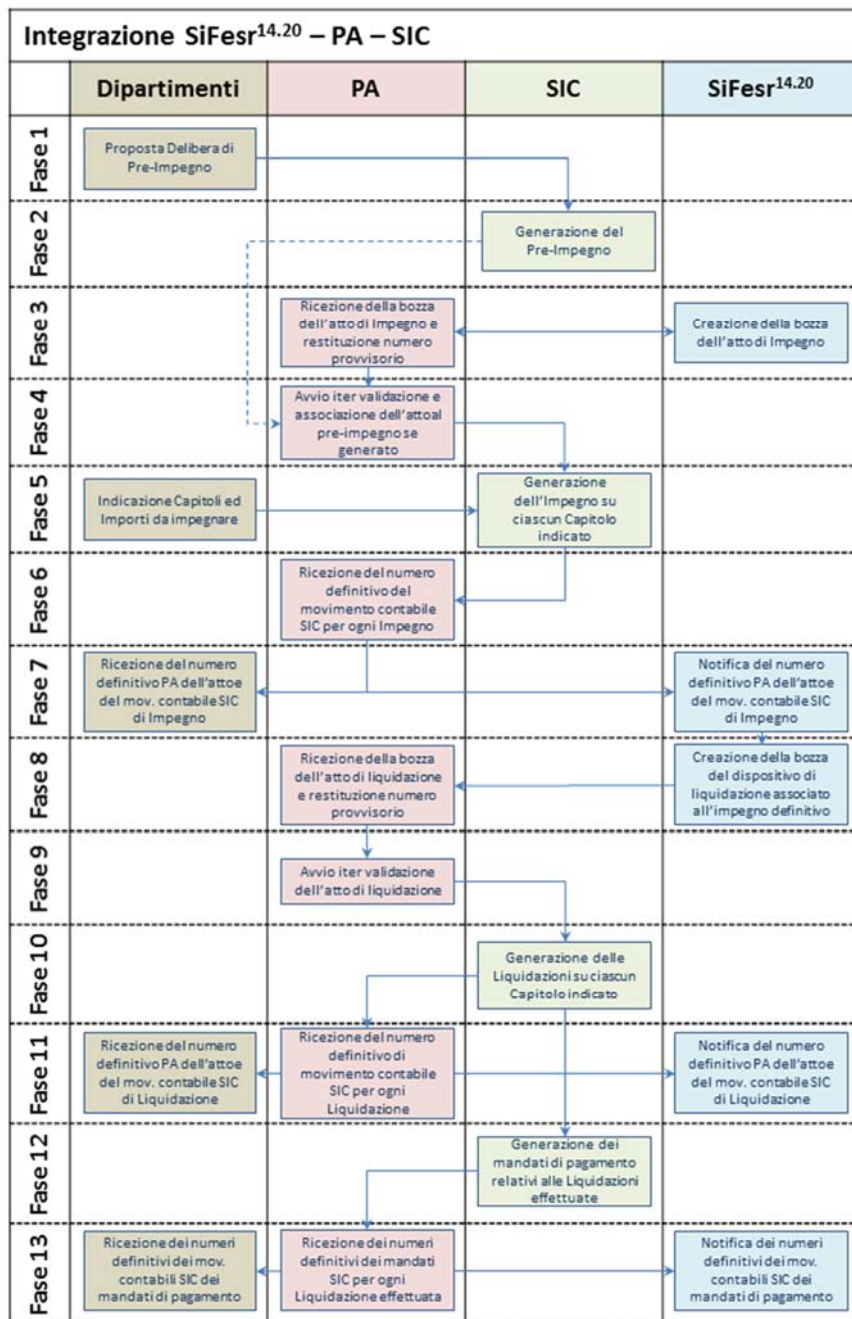 Integrazione SiFesr14.20 – PA – SIC
Dipartimenti
PA
SIC
SiFesr14.20
Fase 1
Proposta Delibera di
Pre-Impegno
Fase 2
Generazione del
Pre-Impegno
Fase 3
Ricezione della bozza
dell'atto di Impegno e
restituzione numero
provvisorio
Creazione della bozza
dell'atto di Impegno
Fase 4
Avvio iter validazione e
associazione dell'attoal
pre-impegno se
generato
Fase 5
Indicazione Capitoli ed
Importi da impegnare
Generazione
dell'Impegno su
ciascun Capitolo
indicato
Fase 6
Ricezione del numero
definitivo del
movimento contabile
SIC per ogni Impegno
Fase 7
Ricezione del numero
definitivo PA dell'attoe
del mov. contabile SIC
di Impegno
Notifica del numero
definitivo PA dell'attoe
del mov. contabile SIC
di Impegno
Fase 8
Ricezione della bozza
dell'atto di liquidazione
e restituzione numero
provvisorio
Creazione della bozza
del dispositivo di
liquidazione associato
all'impegno definitivo
Fase 9
Avvio iter validazione
dell'atto di liquidazione
Fase 10
Generazione delle
Liquidazioni su ciascun
Capitolo indicato
Fase 11
Ricezione del numero
definitivo PA dell'attoe
del mov. contabile SIC
di Liquidazione
Ricezione del numero
definitivo di
movimento contabile
SIC per ogni
Liquidazione
Notifica del numero
definitivo PA dell'attoe
del mov. contabile SIC
di Liquidazione
Fase 12
Generazione dei
mandati di pagamento
relativi alle Liquidazioni
effettuate
Fase 13
Ricezione dei numeri
definitivi dei mov.
contabili SIC dei
mandati di pagamento
Ricezione dei numeri
definitivi dei mandati
SIC per ogni
Liquidazione effettuata
Notifica dei numeri
definitivi dei mov.
contabili SIC dei
mandati di pagamento